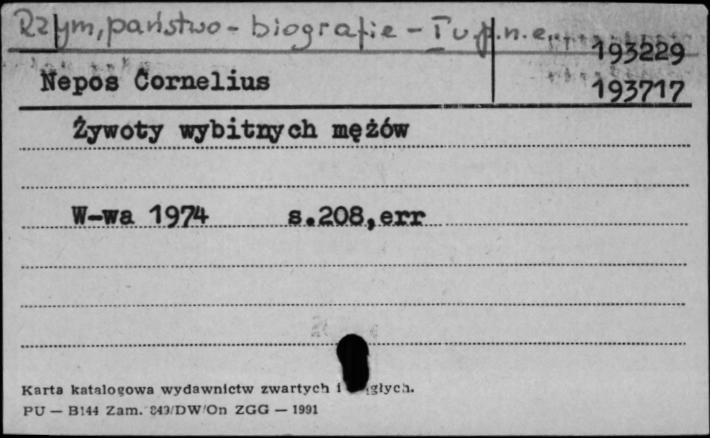 Rzym, państwo - biografie - I w.p.n.e.
193229
Nepos Cornelius
193717
Żywoty wybitnych mężów
W-wa 1974 s.208,err
Karta katalogowa wydawnictw zwartych i
PU — B144 Zam. 843/DW/On ZGG — 1991